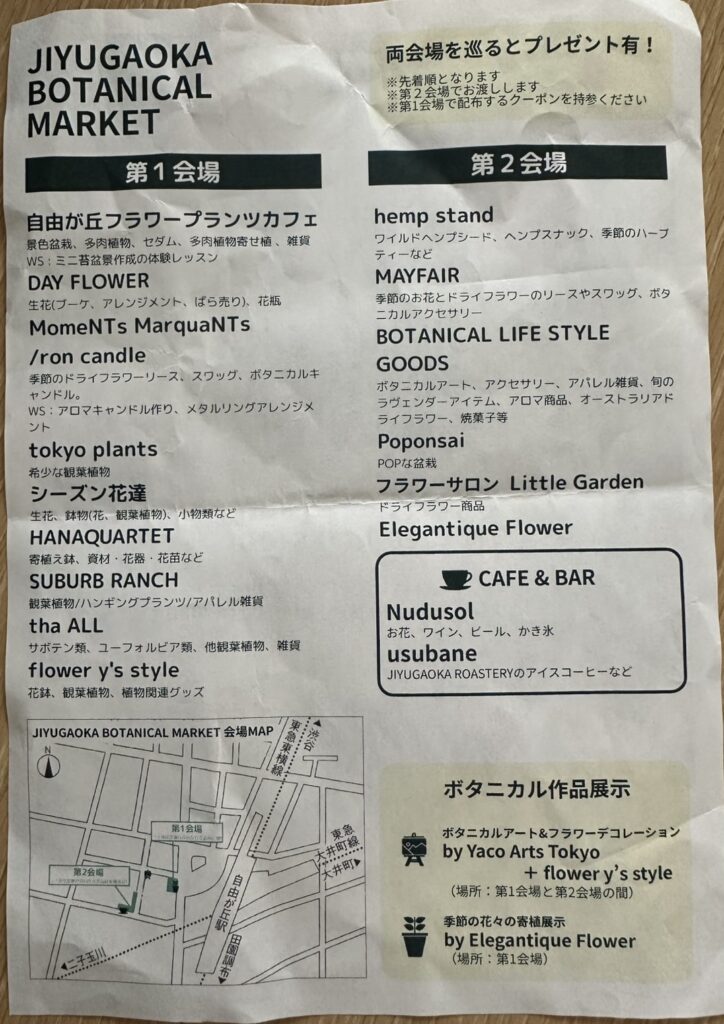 JIYUGAOKA
BOTANICAL
MARKET
両会場を巡るとプレゼント有！
※先着順となります
※第２会場でお渡しします
※第1会場で配布するクーポンを持参ください
第１会場
自由が丘フラワープランツカフェ
景色盆栽、多肉植物、セダム、多肉植物寄せ植 、雑貨
WS：ミニ苔盆景作成の体験レッスン
DAY FLOWER
生花(ブーケ、アレンジメント、ばら売り)、花瓶
MomeNTs MarquaNTs
/ron candle
季節のドライフラワーリース、スワッグ、ボタニカルキ
ャンドル。
WS：アロマキャンドル作り、メタルリングアレンジメ
ント
tokyo plants
希少な観葉植物
シーズン花達
生花、鉢物(花、観葉植物)、小物類など
HANAQUARTET
寄植え鉢、資材・花器・花苗など
SUBURB RANCH
観葉植物/ハンギングプランツ/アパレル雑貨
tha ALL
サボテン類、ユーフォルビア類、他観葉植物、雑貨
flower y's style
花鉢、観葉植物、植物関連グッズ
第２会場
hemp stand
ワイルドヘンプシード、ヘンプスナック、季節のハーブ
ティーなど
MAYFAIR
季節のお花とドライフラワーのリースやスワッグ、ボタ
ニカルアクセサリー
BOTANICAL LIFE STYLE
GOODS
ボタニカルアート、アクセサリー、アパレル雑貨、旬の
ラヴェンダーアイテム、アロマ商品、オーストラリアド
ライフラワー、焼菓子等
Poponsai
POPな盆栽
フラワーサロン Little Garden
ドライフラワー商品
Elegantique Flower
CAFE & BAR
Nudusol
お花、ワイン、ビール、かき氷
usubane
JIYUGAOKA ROASTERYのアイスコーヒーなど
JIYUGAOKA BOTANICAL MARKET 会場MAP
N
▲渋谷
東急東横線
第1会場
第2会場
東急
大井町線
大井町▶
自由が丘駅
田園調布▼
◀二子玉川
ボタニカル作品展示
ボタニカルアート&フラワーデコレーション
by Yaco Arts Tokyo
＋ flower y’s style
（場所：第1会場と第2会場の間）
季節の花々の寄植展示
by Elegantique Flower
（場所：第1会場）